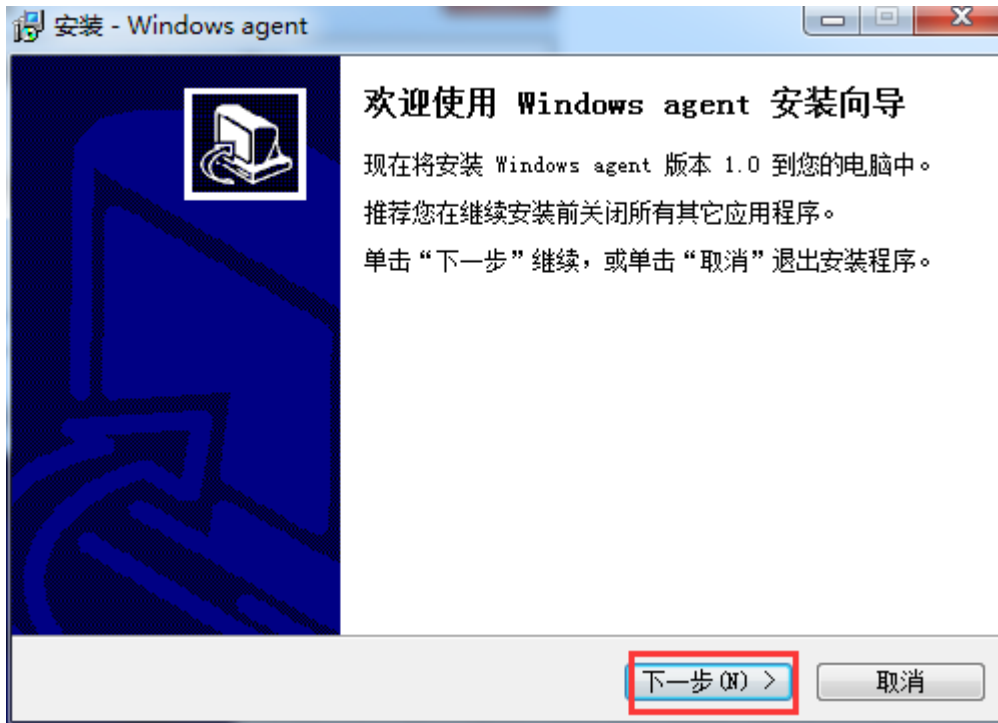 安装 - Windows agent
欢迎使用 Windows agent 安装向导
现在将安装 Windows agent 版本 1.0 到您的电脑中。
推荐您在继续安装前关闭所有其它应用程序。
单击“下一步”继续，或单击“取消”退出安装程序。
下一步(N) >
取消